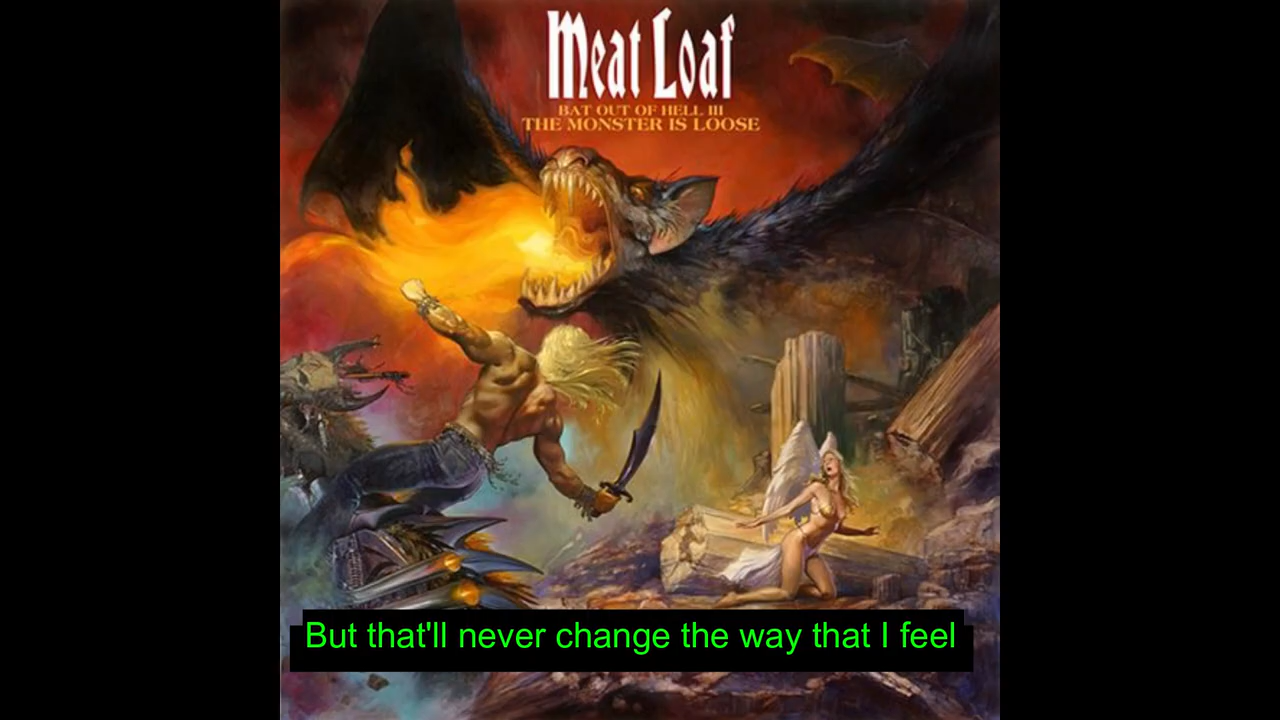 Meat Loaf
BAT OUT OF HELL III
THE MONSTER IS LOOSE
But that'll never change the way that I feel